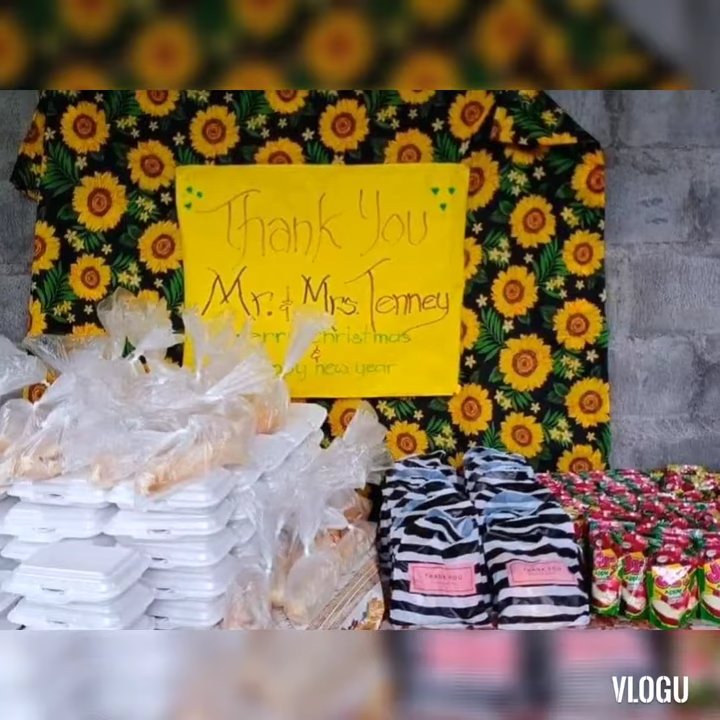 Thank You
Mr. & Mrs. Tenney
Merry Christmas
&
Happy new year
THANK YOU
THANK YOU
VLOGU